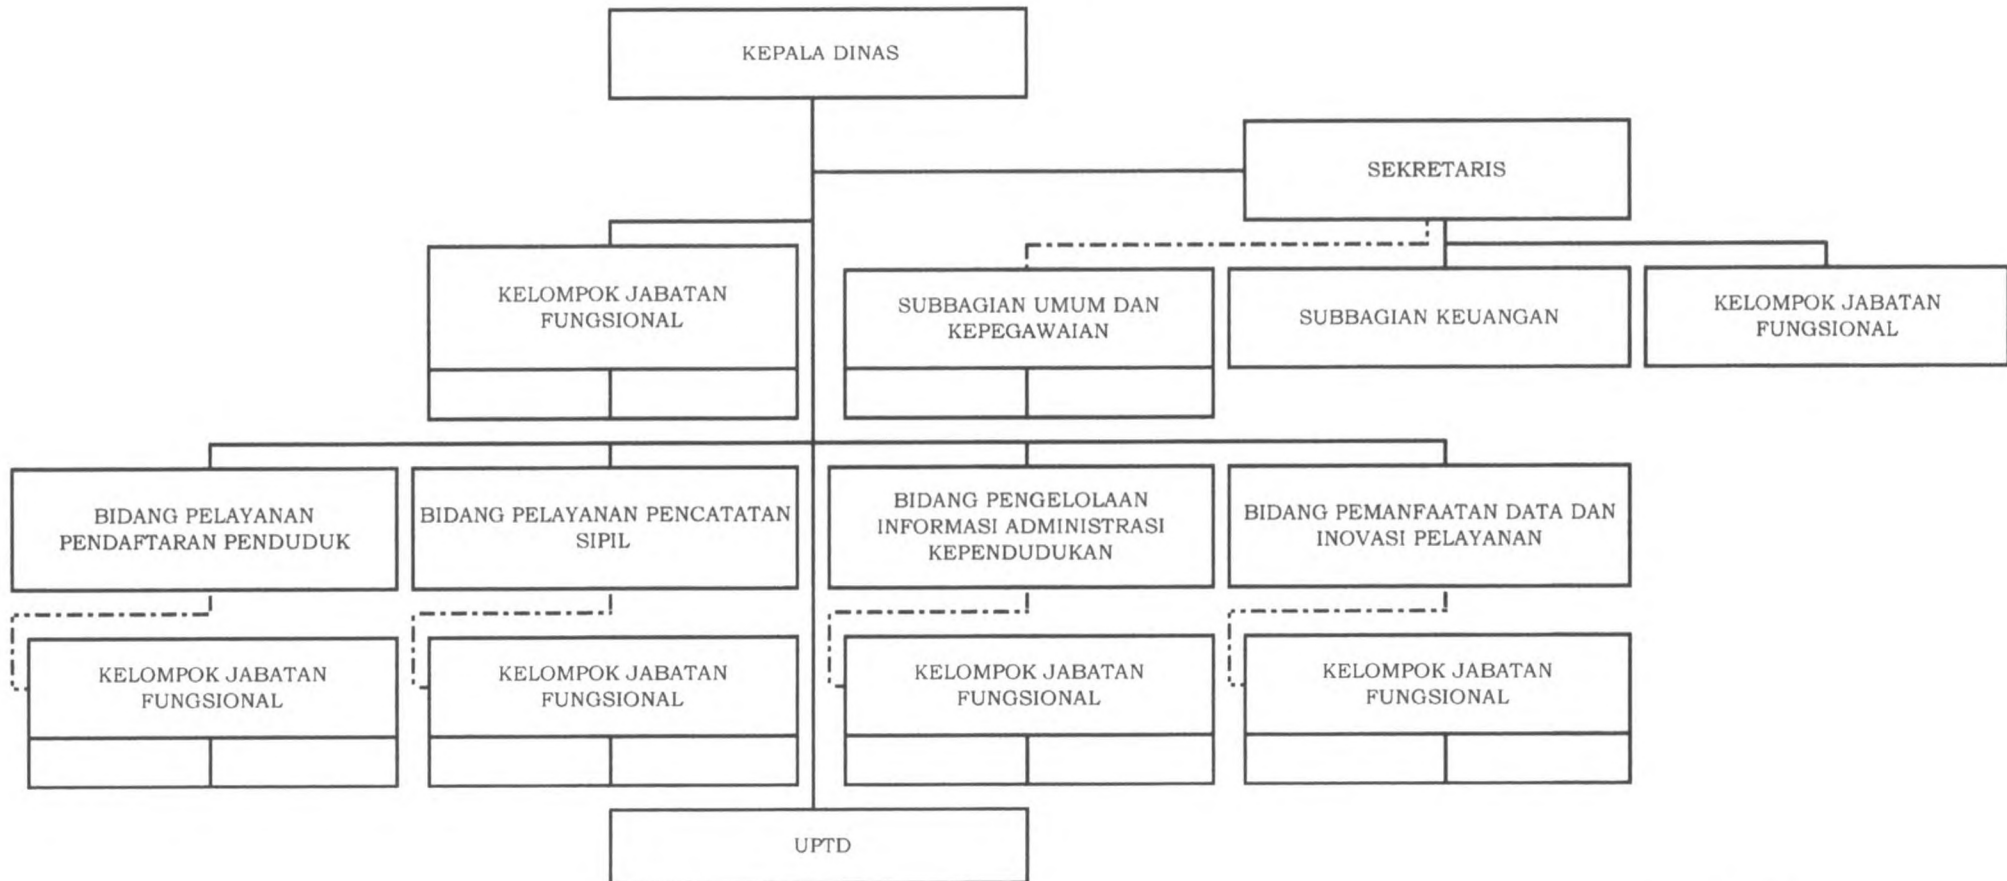 KEPALA DINAS
SEKRETARIS
KELOMPOK JABATAN
FUNGSIONAL
SUBBAGIAN UMUM DAN
KEPEGAWAIAN
SUBBAGIAN KEUANGAN
KELOMPOK JABATAN
FUNGSIONAL
BIDANG PELAYANAN
PENDAFTARAN PENDUDUK
BIDANG PELAYANAN PENCATATAN
SIPIL
BIDANG PENGELOLAAN
INFORMASI ADMINISTRASI
KEPENDUDUKAN
BIDANG PEMANFAATAN DATA DAN
INOVASI PELAYANAN
KELOMPOK JABATAN
FUNGSIONAL
KELOMPOK JABATAN
FUNGSIONAL
KELOMPOK JABATAN
FUNGSIONAL
KELOMPOK JABATAN
FUNGSIONAL
UPTD